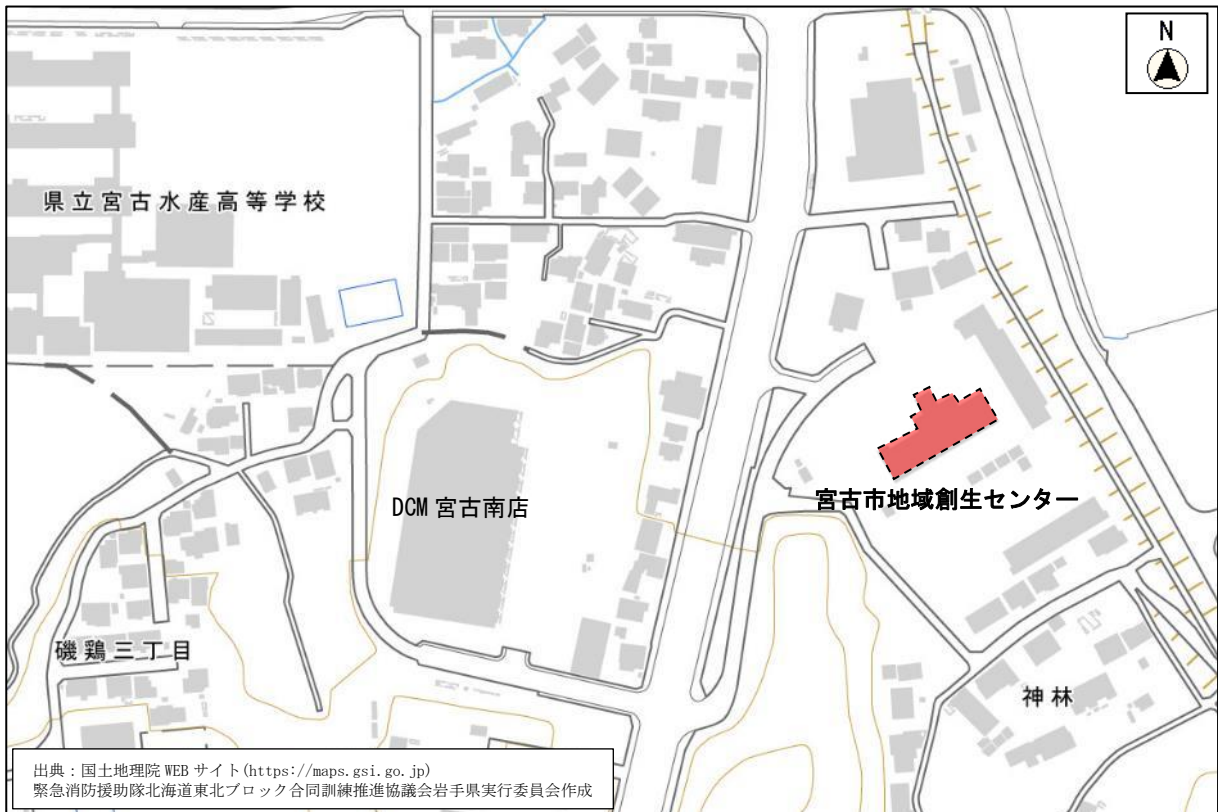 N
県立宮古水産高等学校
DCM 宮古南店
宮古市地域創生センター
磯鶏三丁目
神林
出典：国土地理院 WEB サイト(https://maps.gsi.go.jp)
緊急消防援助隊北海道東北ブロック合同訓練推進協議会岩手県実行委員会作成